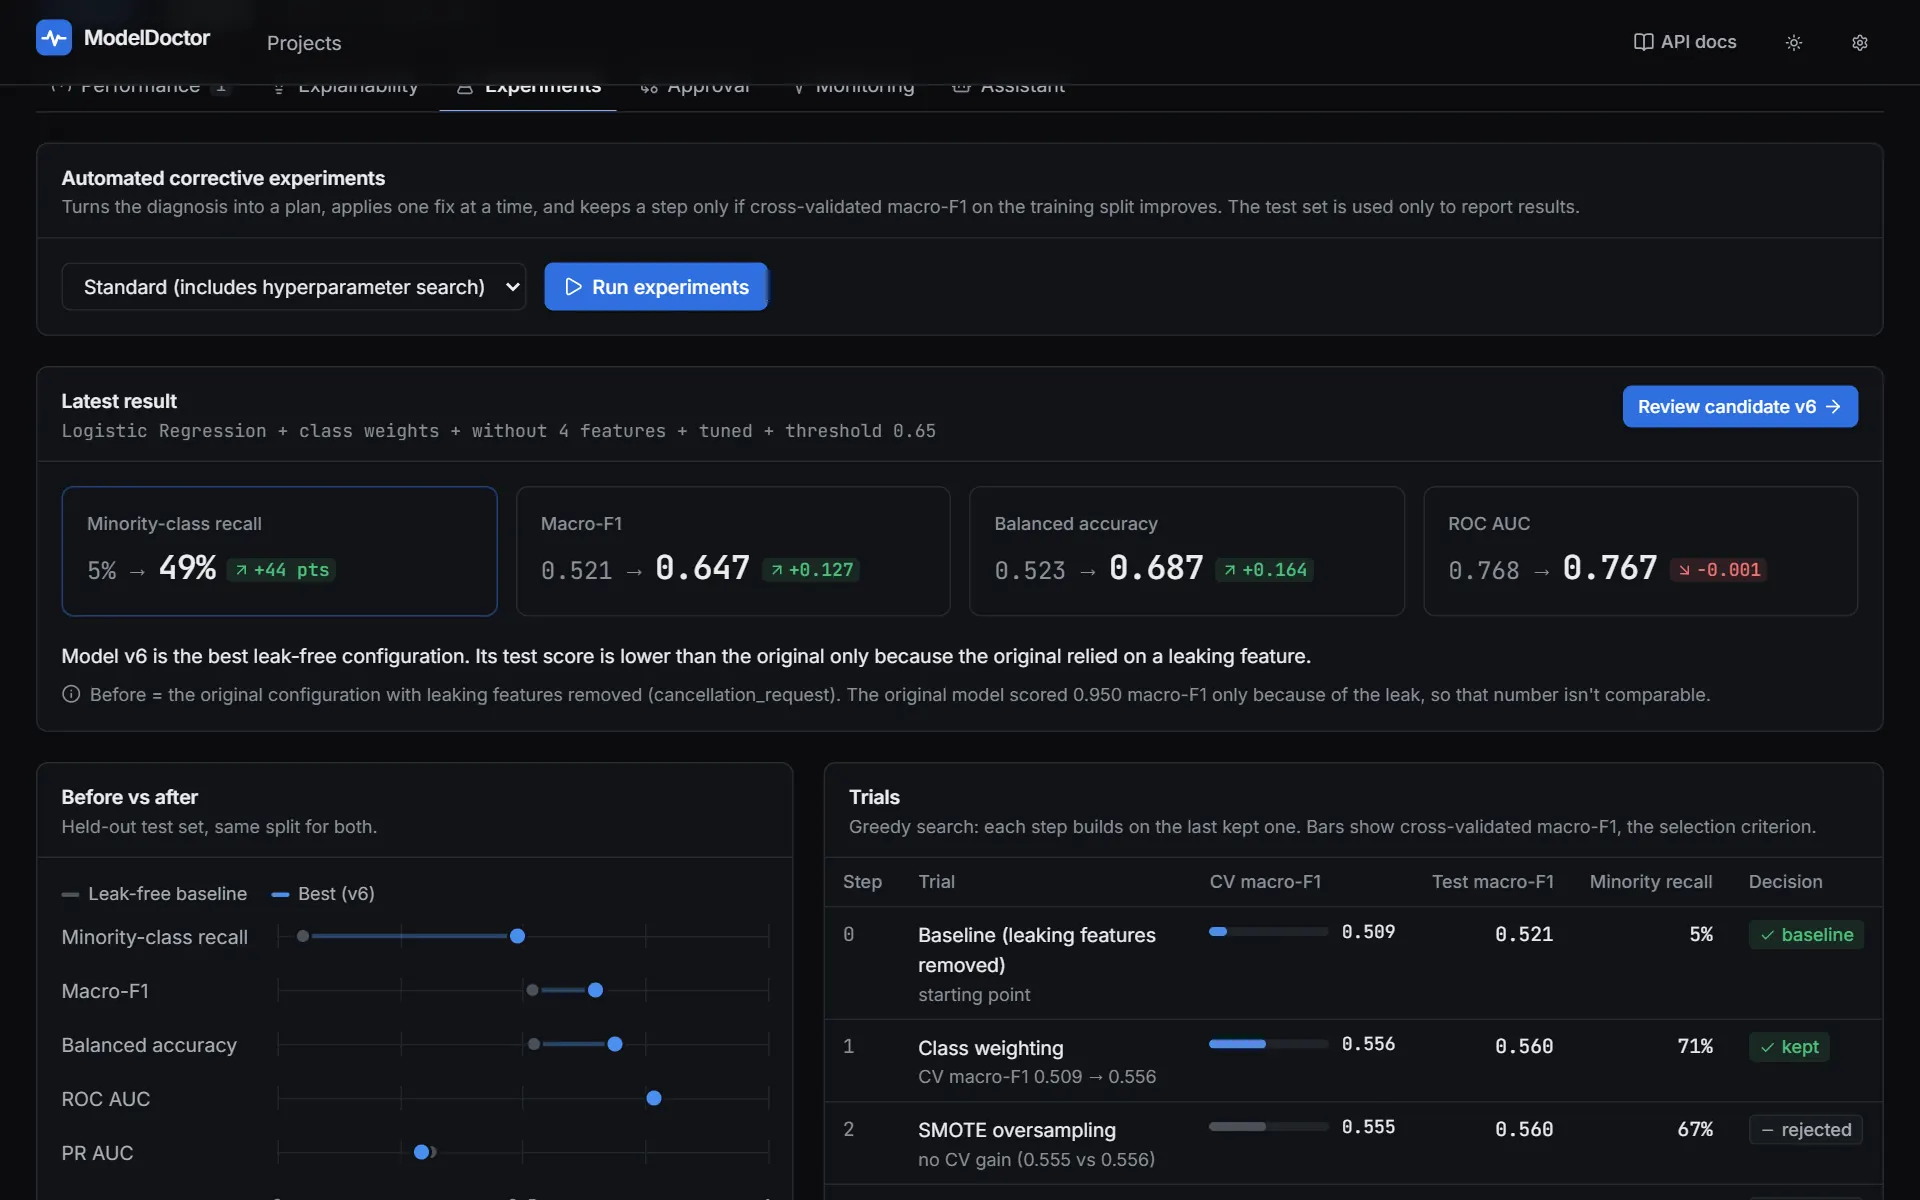 ModelDoctor
Projects
API docs
Performance 1
Explainability
Experiments
Approval
Monitoring
Assistant
Automated corrective experiments
Turns the diagnosis into a plan, applies one fix at a time, and keeps a step only if cross-validated macro-F1 on the training split improves. The test set is used only to report results.
Standard (includes hyperparameter search)
Run experiments
Latest result
Logistic Regression + class weights + without 4 features + tuned + threshold 0.65
Review candidate v6 →
Minority-class recall
5% → 49% ↗ +44 pts
Macro-F1
0.521 → 0.647 ↗ +0.127
Balanced accuracy
0.523 → 0.687 ↗ +0.164
ROC AUC
0.768 → 0.767 ↘ -0.001
Model v6 is the best leak-free configuration. Its test score is lower than the original only because the original relied on a leaking feature.
Before = the original configuration with leaking features removed (cancellation_request). The original model scored 0.950 macro-F1 only because of the leak, so that number isn't comparable.
Before vs after
Held-out test set, same split for both.
Leak-free baseline
Best (v6)
Minority-class recall
Macro-F1
Balanced accuracy
ROC AUC
PR AUC
Trials
Greedy search: each step builds on the last kept one. Bars show cross-validated macro-F1, the selection criterion.
Step Trial CV macro-F1 Test macro-F1 Minority recall Decision
0 Baseline (leaking features 0.509 0.521 5% ✓ baseline
removed)
starting point
1 Class weighting 0.556 0.560 71% ✓ kept
CV macro-F1 0.509 → 0.556
2 SMOTE oversampling 0.555 0.560 67% – rejected
no CV gain (0.555 vs 0.556)